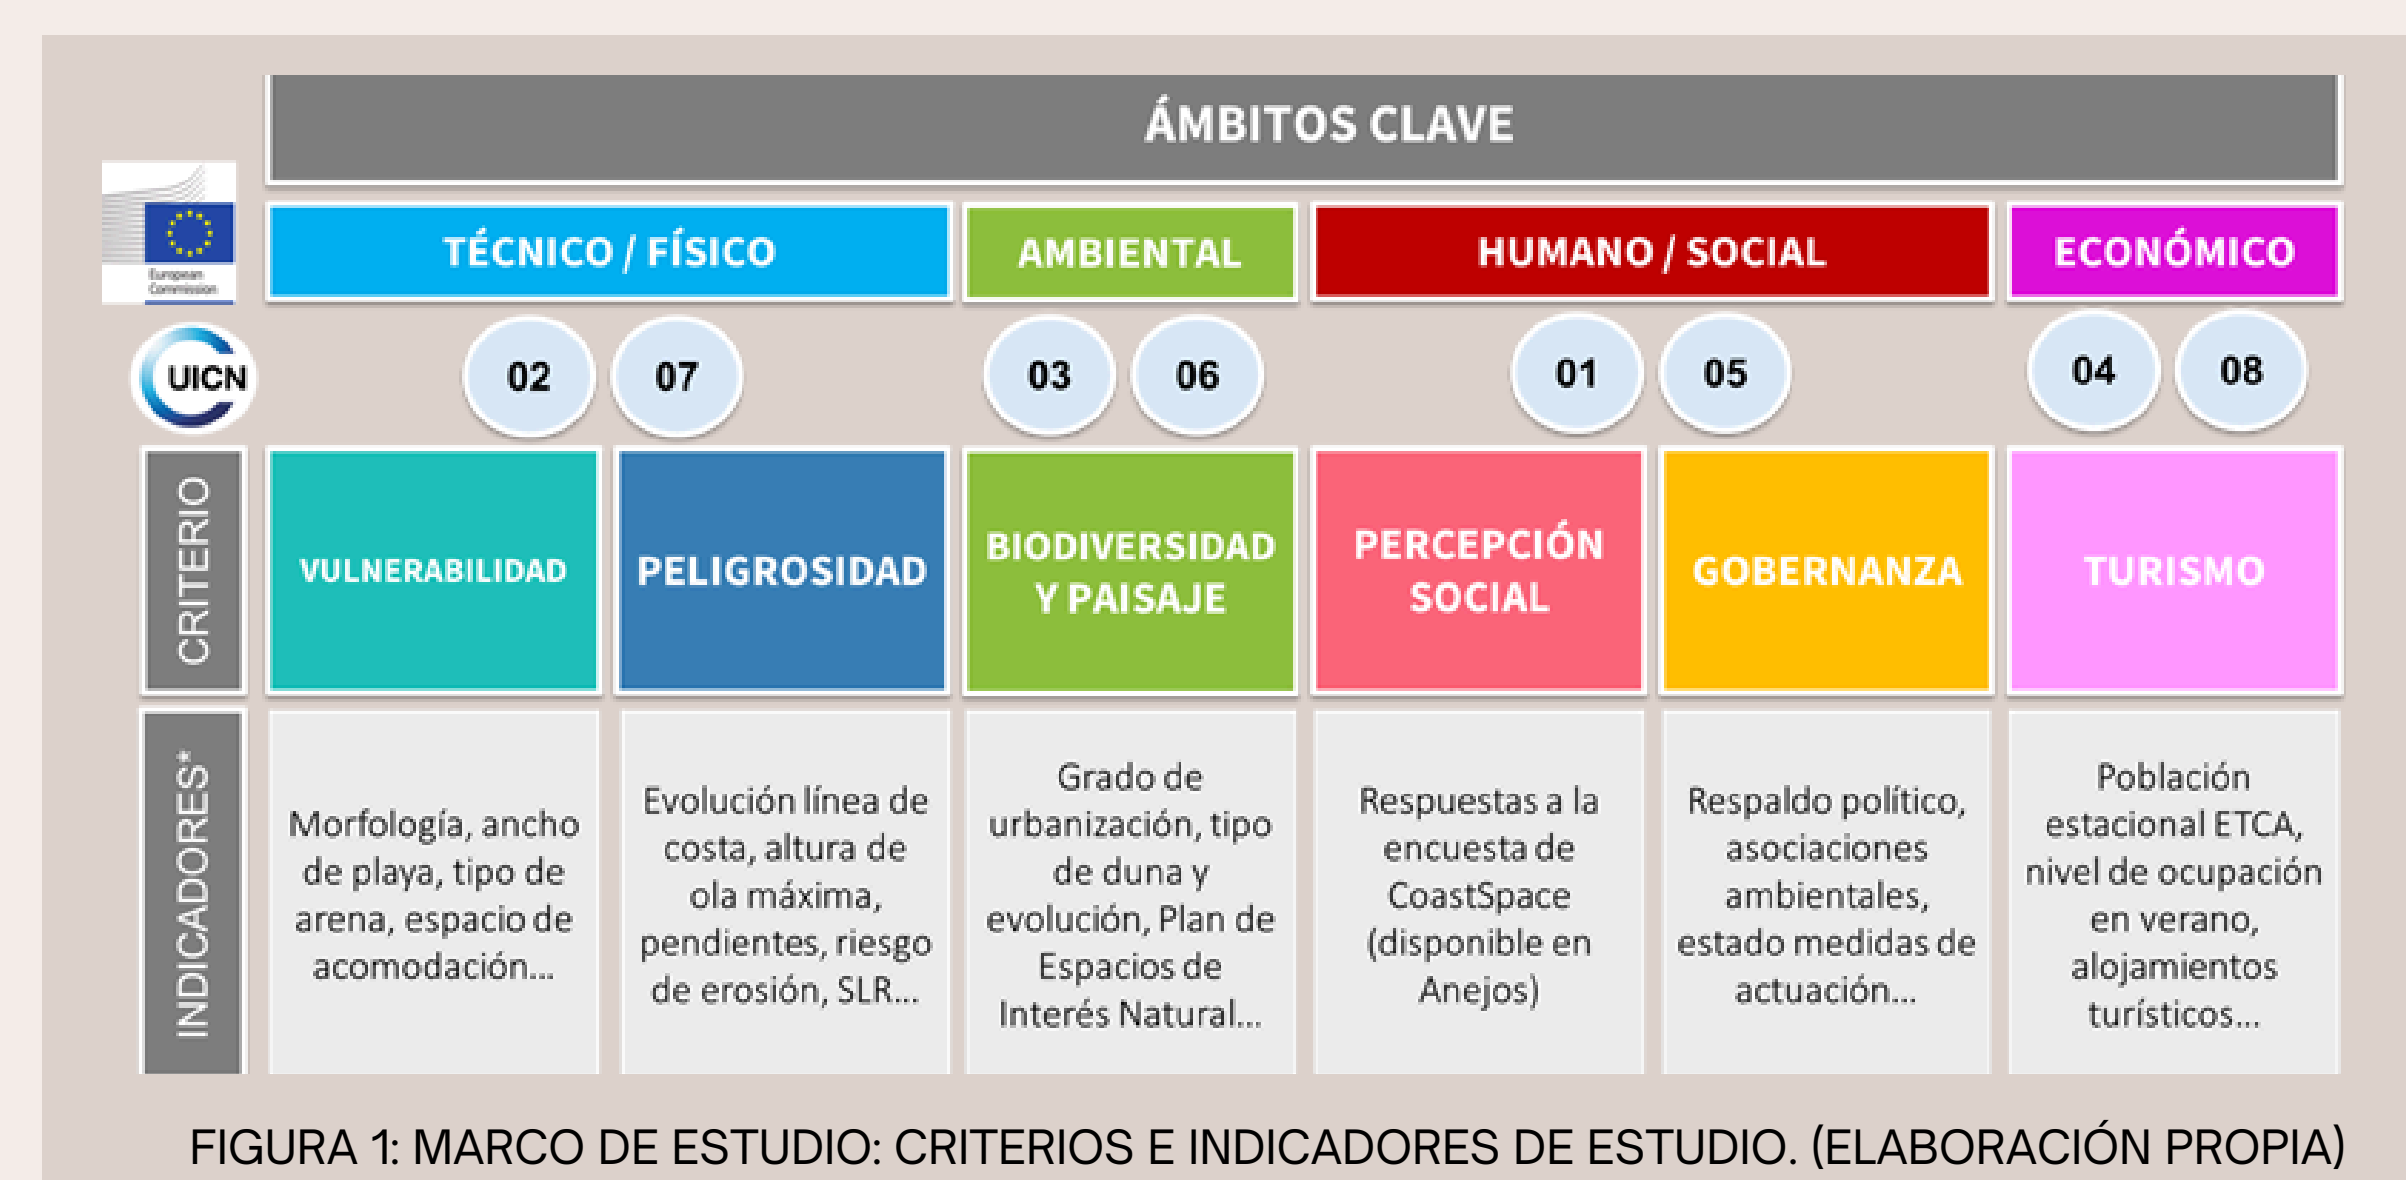 ÁMBITOS CLAVE
European
Commission
TÉCNICO / FÍSICO
AMBIENTAL
HUMANO / SOCIAL
ECONÓMICO
UICN
02
07
03
06
01
05
04
08
CRITERIO
VULNERABILIDAD
PELIGROSIDAD
BIODIVERSIDAD
Y PAISAJE
PERCEPCIÓN
SOCIAL
GOBERNANZA
TURISMO
INDICADORES*
Morfología, ancho
de playa, tipo de
arena, espacio de
acomodación...
Evolución línea de
costa, altura de
ola máxima,
pendientes, riesgo
de erosión, SLR...
Grado de
urbanización, tipo
de duna y
evolución, Plan de
Espacios de
Interés Natural...
Respuestas a la
encuesta de
CoastSpace
(disponible en
Anejos)
Respaldo político,
asociaciones
ambientales,
estado medidas de
actuación...
Población
estacional ETCA,
nivel de ocupación
en verano,
alojamientos
turísticos...
FIGURA 1: MARCO DE ESTUDIO: CRITERIOS E INDICADORES DE ESTUDIO. (ELABORACIÓN PROPIA)